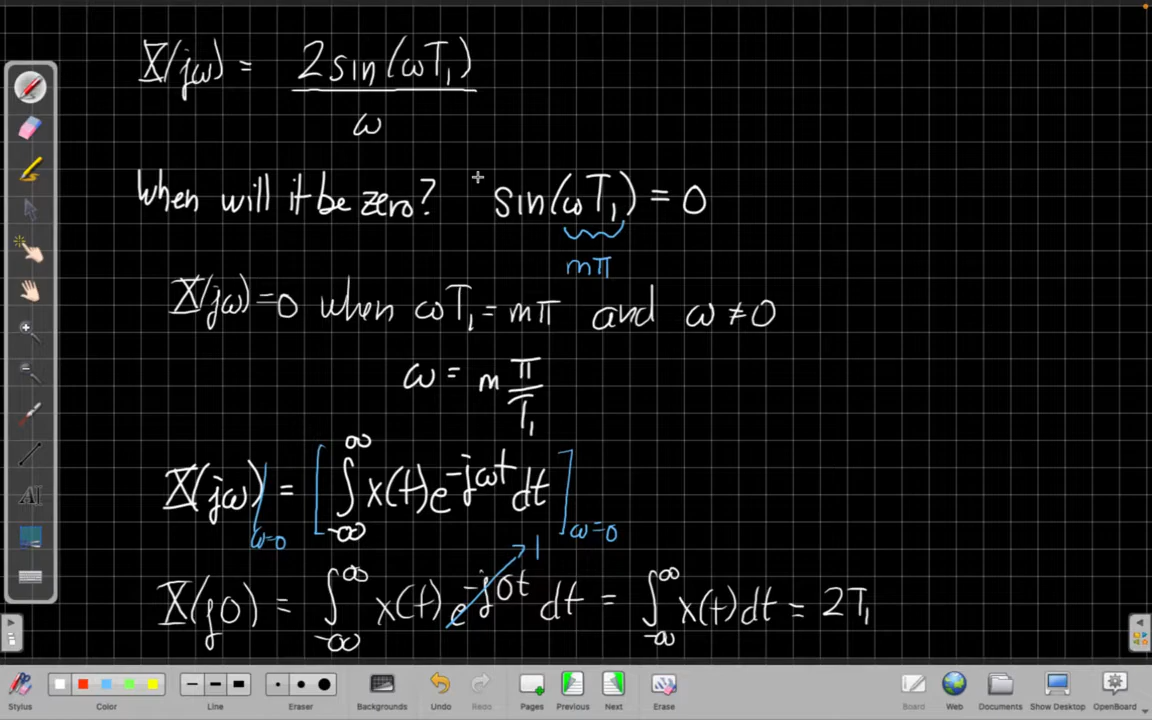 X(jω) = 2sin(ωT₁) / ω
When will it be zero? sin(ωT₁) = 0
mπ
X(jω)=0 when ωT₁ = mπ and ω ≠ 0
ω = m π/T₁
X(jω)|ω=0 = [∫_{-∞}^{∞} x(t)e^{-jωt} dt]ω=0
X(j0) = ∫_{-∞}^{∞} x(t) e^{-j0t} dt = ∫_{-∞}^{∞} x(t)dt = 2T₁
1
Stylus Color Line Eraser Backgrounds Undo Redo Pages Previous Next Erase Board Web Documents Show Desktop OpenBoard